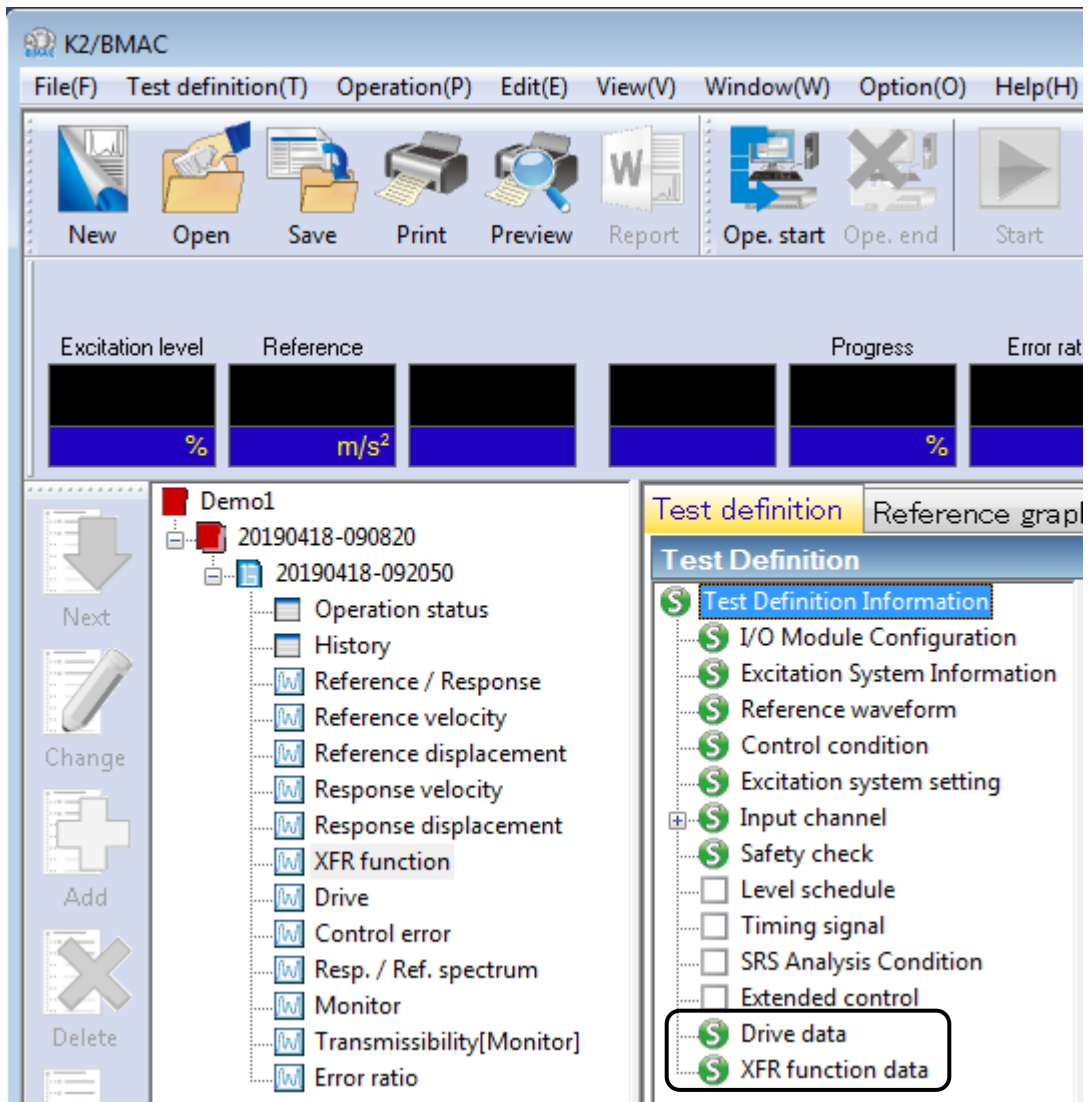 K2/BMAC
File(F) Test definition(T) Operation(P) Edit(E) View(V) Window(W) Option(O) Help(H)
New Open Save Print Preview Report Ope. start Ope. end Start
Excitation level Reference Progress Error rat
% m/s² %
Next
Change
Add
Delete
Demo1
20190418-090820
20190418-092050
Operation status
History
Reference / Response
Reference velocity
Reference displacement
Response velocity
Response displacement
XFR function
Drive
Control error
Resp. / Ref. spectrum
Monitor
Transmissibility[Monitor]
Error ratio
Test definition Reference grap
Test Definition
Test Definition Information
I/O Module Configuration
Excitation System Information
Reference waveform
Control condition
Excitation system setting
Input channel
Safety check
Level schedule
Timing signal
SRS Analysis Condition
Extended control
Drive data
XFR function data